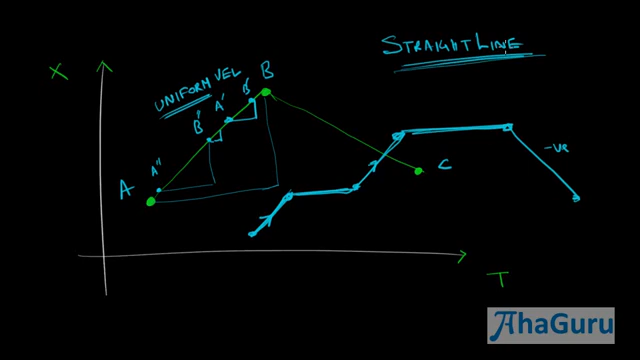 STRAIGHT LINE
X
UNIFORM VEL
B
B'
A'
B"
A"
A
-ve
C
T
AhaGuru